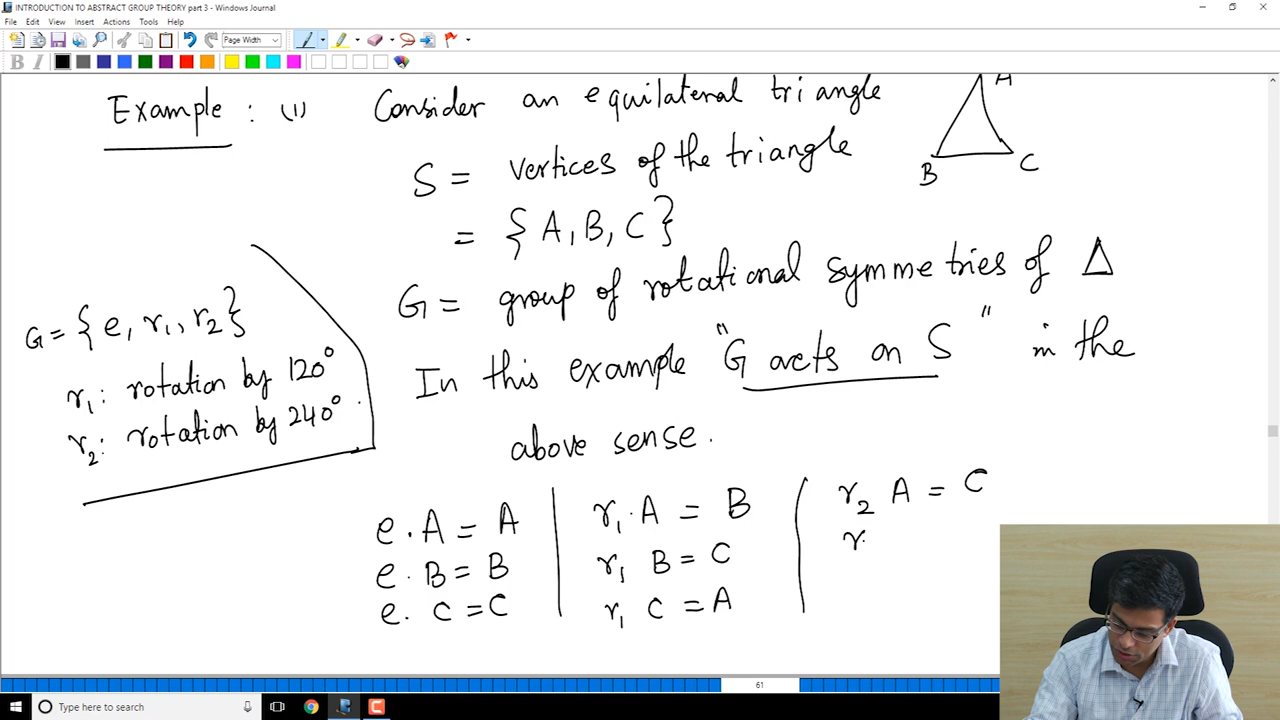 INTRODUCTION TO ABSTRACT GROUP THEORY part 3 - Windows Journal
File Edit View Insert Actions Tools Help
Page Width
B I
Example : (1) Consider an equilateral triangle
A
B C
S = vertices of the triangle
= {A, B, C}
G = group of rotational symmetries of Δ
G = {e, r₁, r₂}
r₁: rotation by 120°
r₂: rotation by 240°.
In this example "G acts on S" in the
above sense.
e · A = A
e · B = B
e · C = C
r₁ · A = B
r₁ B = C
r₁ C = A
r₂ A = C
r
61
Type here to search